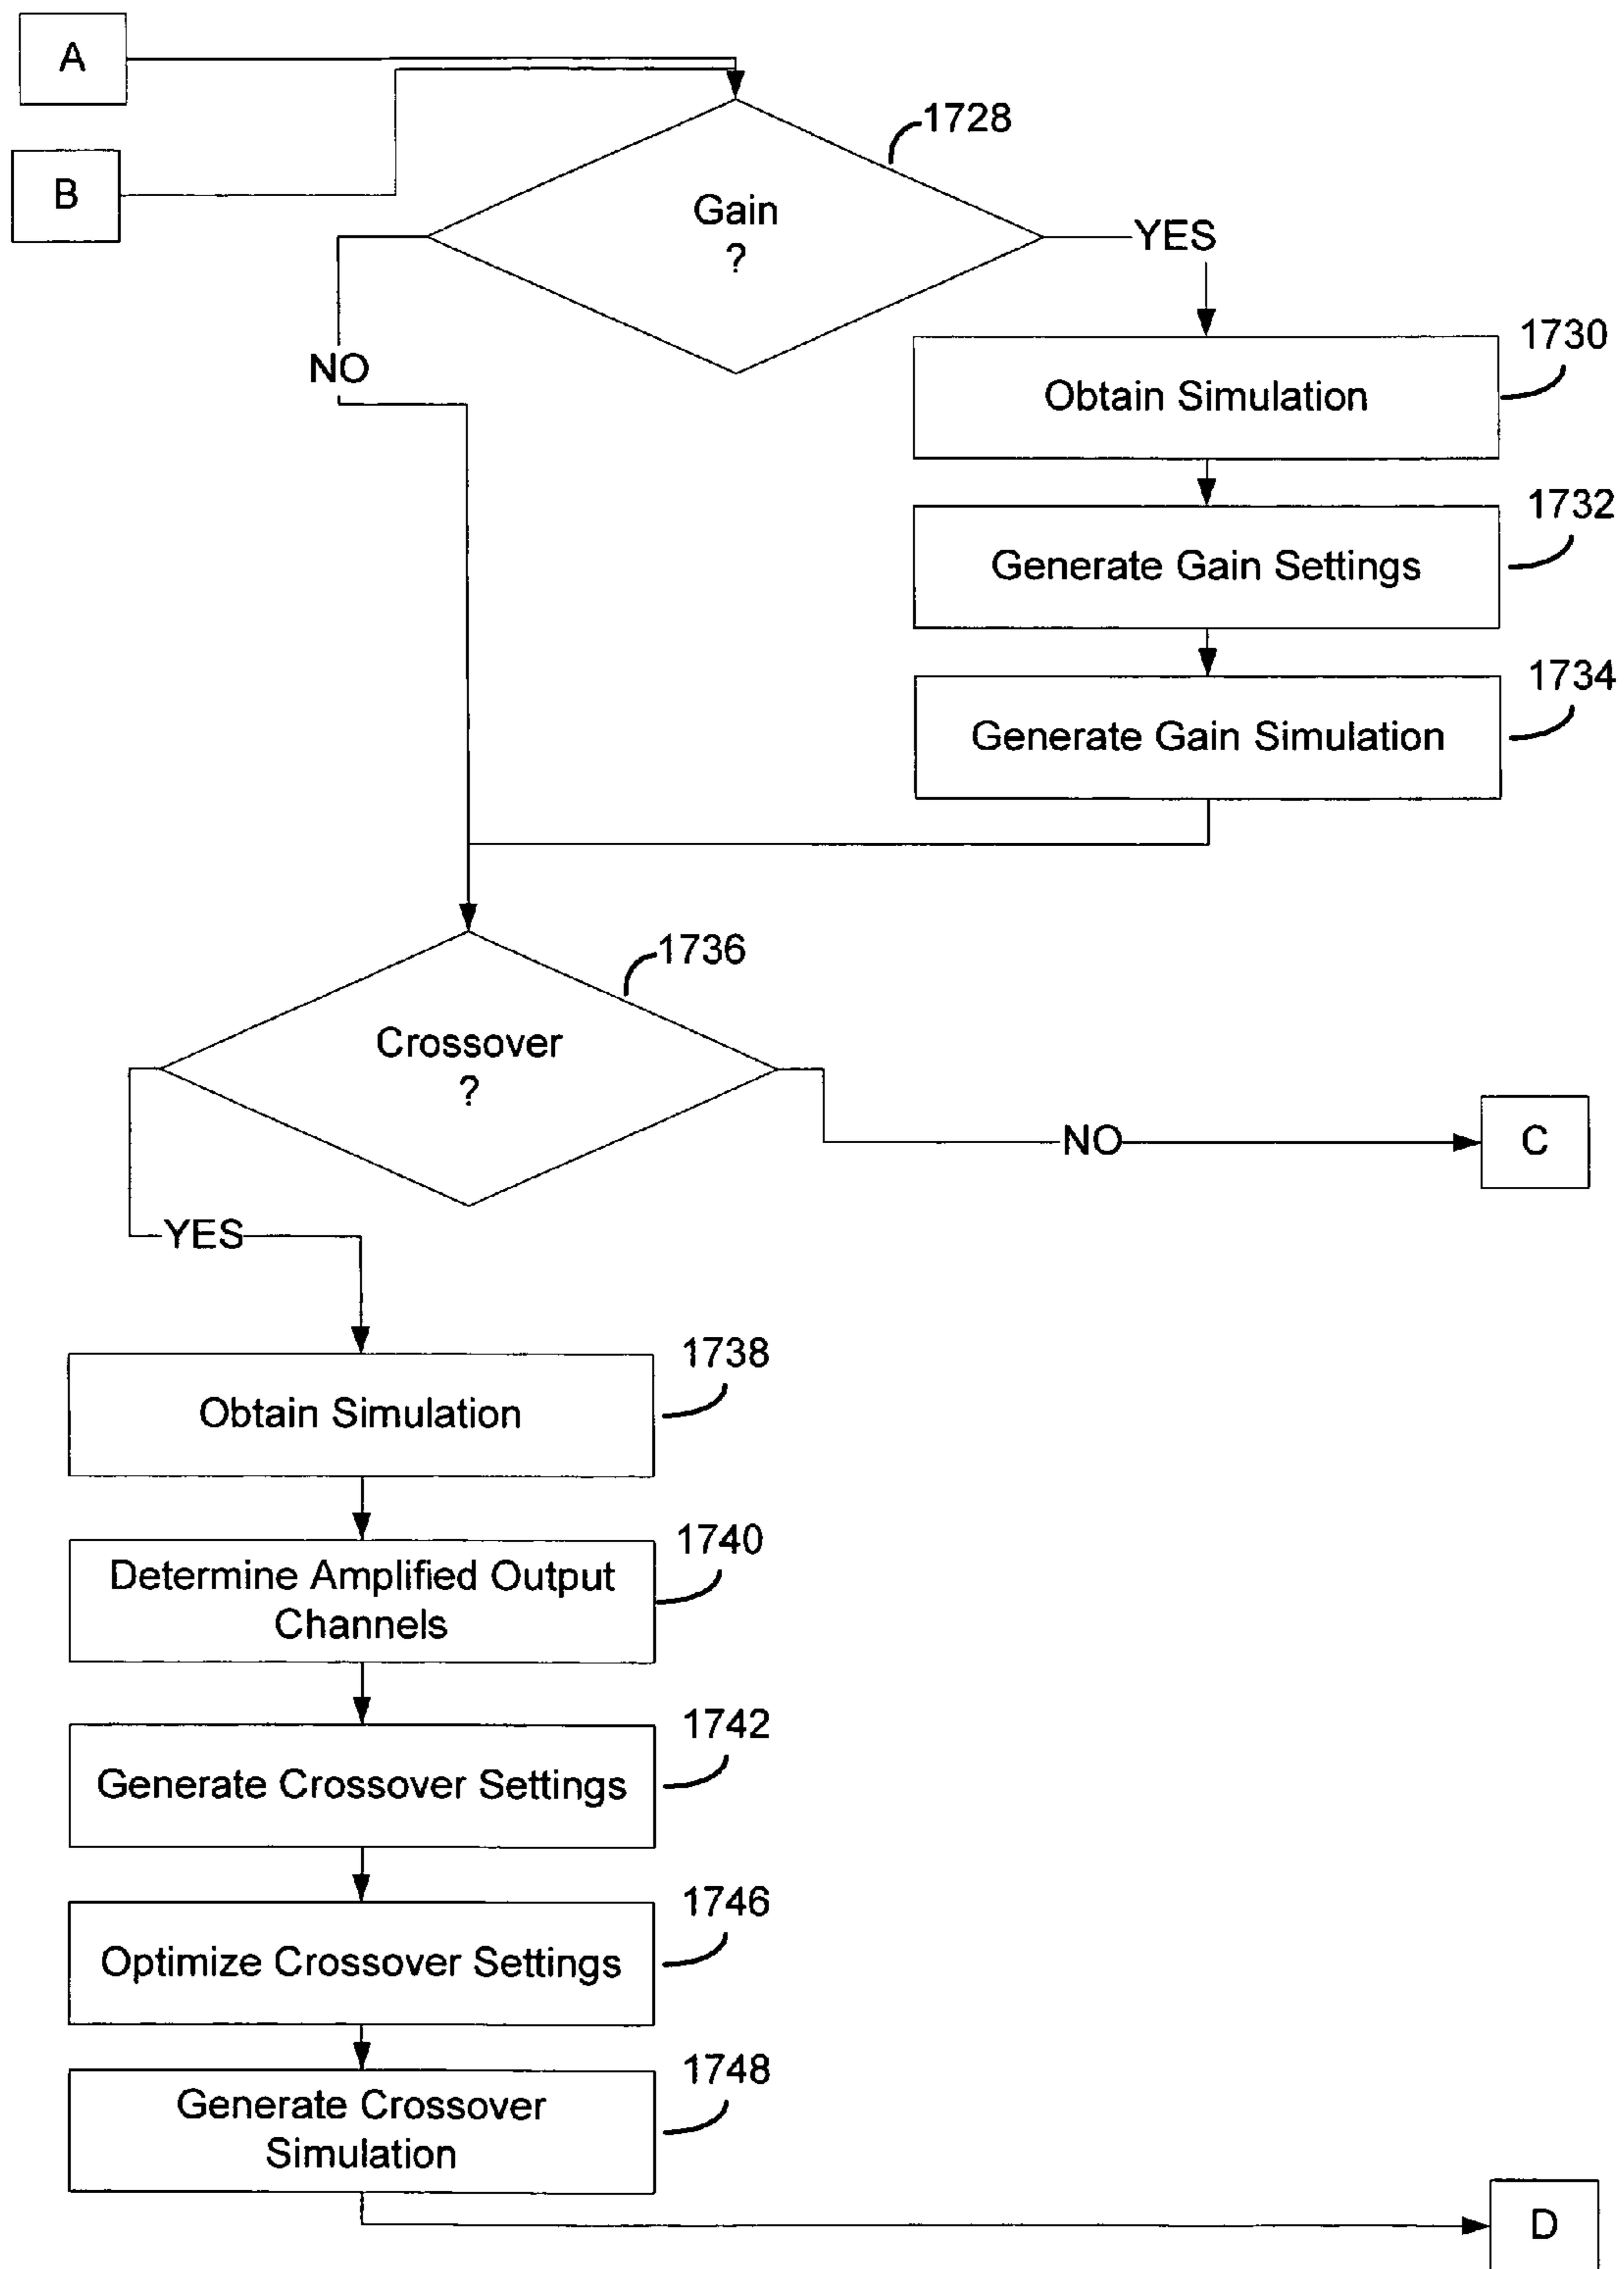 A
1728
B
Gain
?
YES
NO
1730
Obtain Simulation
1732
Generate Gain Settings
1734
Generate Gain Simulation
1736
Crossover
?
NO
C
YES
1738
Obtain Simulation
1740
Determine Amplified Output
Channels
1742
Generate Crossover Settings
1746
Optimize Crossover Settings
1748
Generate Crossover
Simulation
D